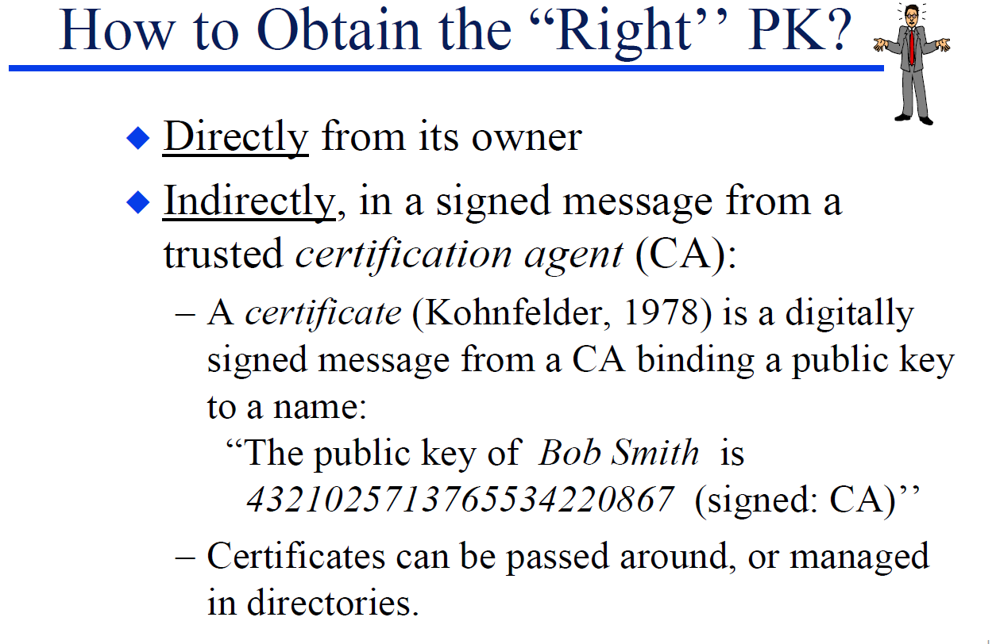 How to Obtain the “Right’’ PK?
Directly from its owner
Indirectly, in a signed message from a
trusted certification agent (CA):
– A certificate (Kohnfelder, 1978) is a digitally
signed message from a CA binding a public key
to a name:
“The public key of Bob Smith is
4321025713765534220867 (signed: CA)’’
– Certificates can be passed around, or managed
in directories.